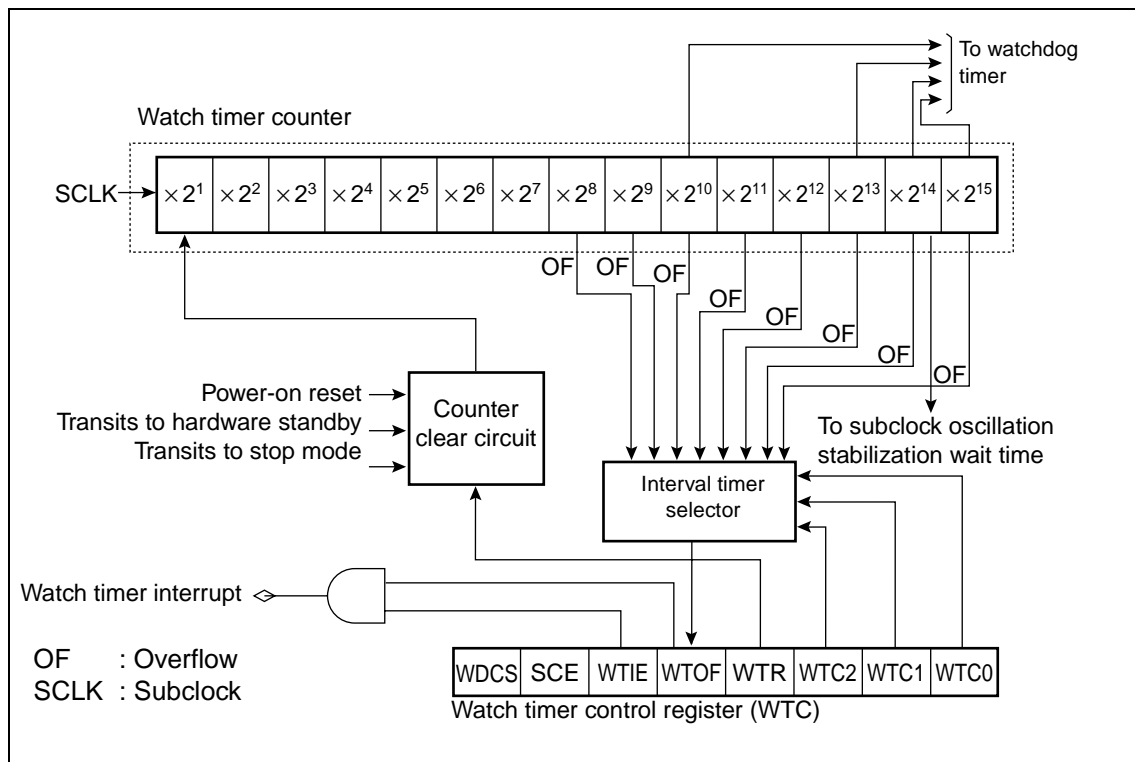 To watchdog
timer
Watch timer counter
SCLK
×2¹ ×2² ×2³ ×2⁴ ×2⁵ ×2⁶ ×2⁷ ×2⁸ ×2⁹ ×2¹⁰ ×2¹¹ ×2¹² ×2¹³ ×2¹⁴ ×2¹⁵
OF OF OF
OF
OF
OF
OF
OF
Power-on reset
Transits to hardware standby
Transits to stop mode
Counter
clear circuit
To subclock oscillation
stabilization wait time
Interval timer
selector
Watch timer interrupt
OF : Overflow
SCLK : Subclock
WDCS SCE WTIE WTOF WTR WTC2 WTC1 WTC0
Watch timer control register (WTC)